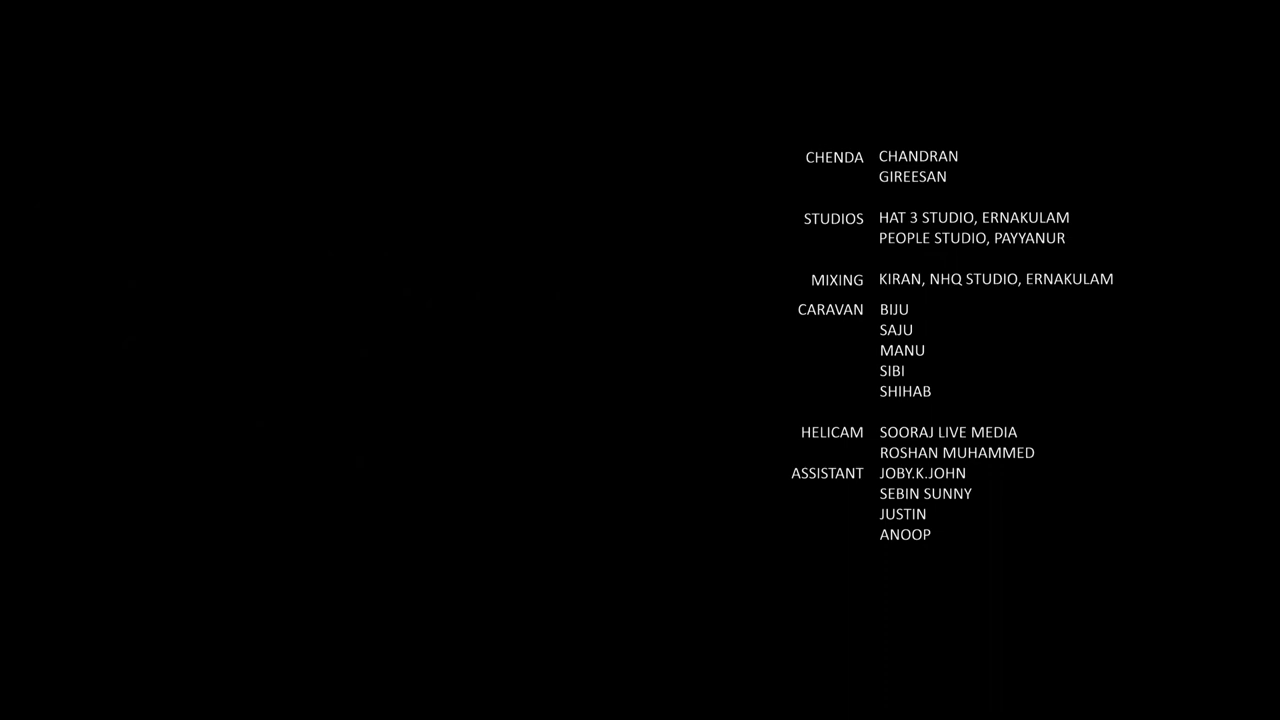 CHENDA CHANDRAN
GIREESAN
STUDIOS HAT 3 STUDIO, ERNAKULAM
PEOPLE STUDIO, PAYYANUR
MIXING KIRAN, NHQ STUDIO, ERNAKULAM
CARAVAN BIJU
SAJU
MANU
SIBI
SHIHAB
HELICAM SOORAJ LIVE MEDIA
ROSHAN MUHAMMED
ASSISTANT JOBY.K.JOHN
SEBIN SUNNY
JUSTIN
ANOOP